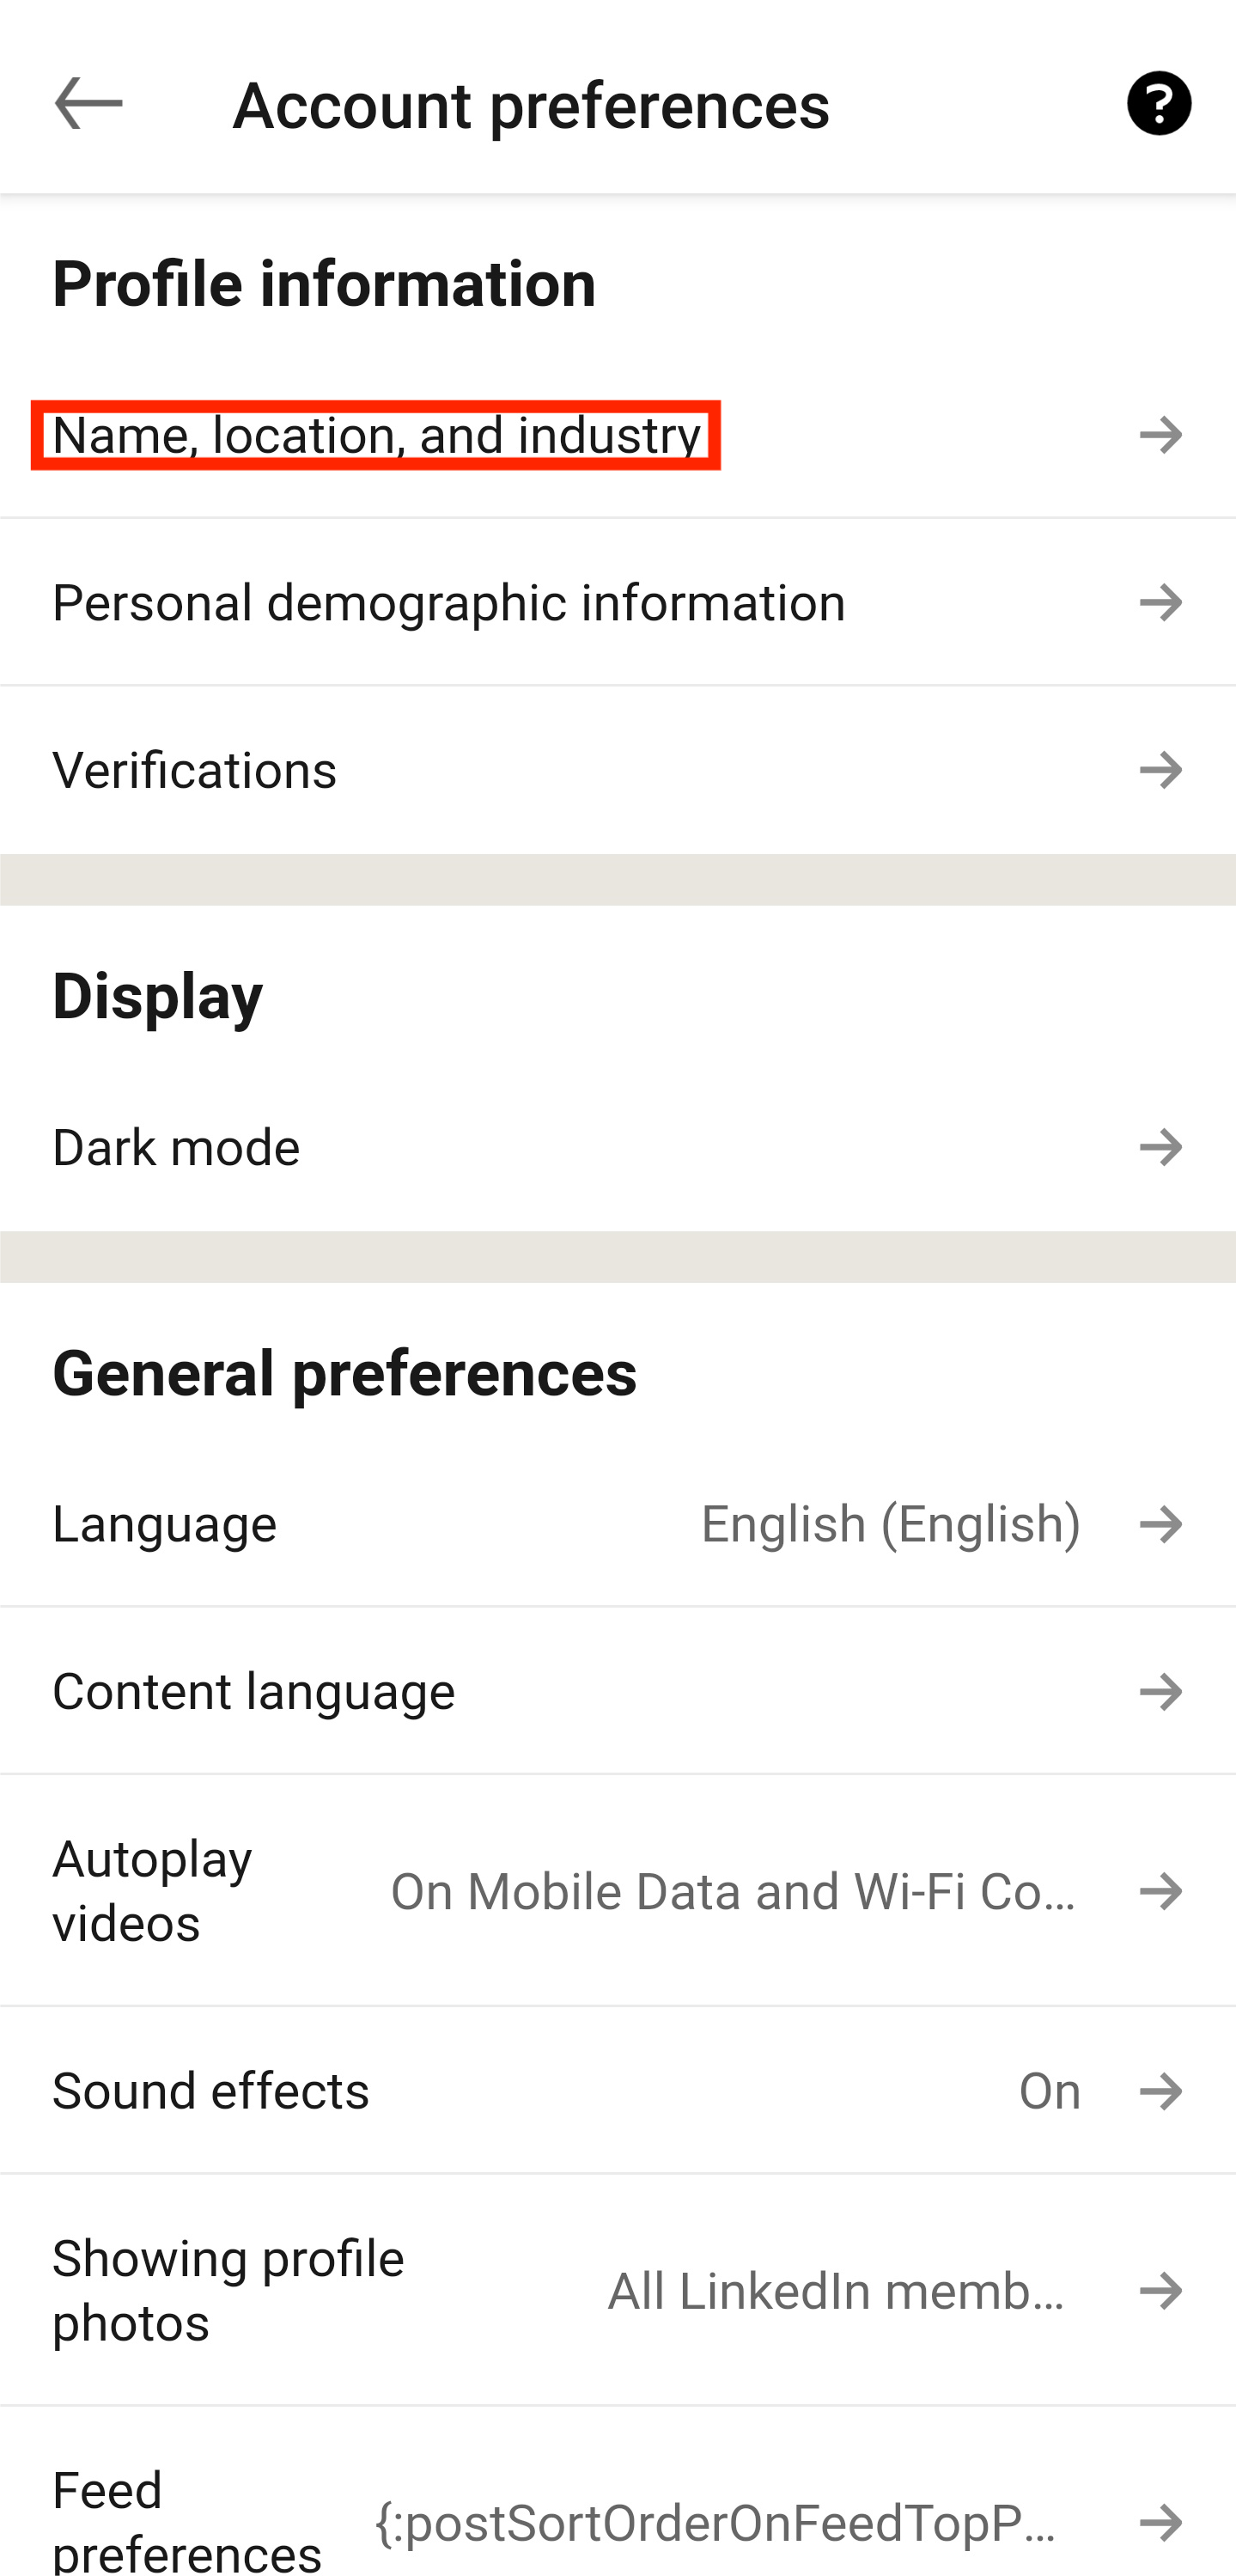 Account preferences
?
Profile information
Name, location, and industry
Personal demographic information
Verifications
Display
Dark mode
General preferences
Language
English (English)
Content language
Autoplay
videos
On Mobile Data and Wi-Fi Co...
Sound effects
On
Showing profile
photos
All LinkedIn memb...
Feed
preferences
{:postSortOrderOnFeedTopP...